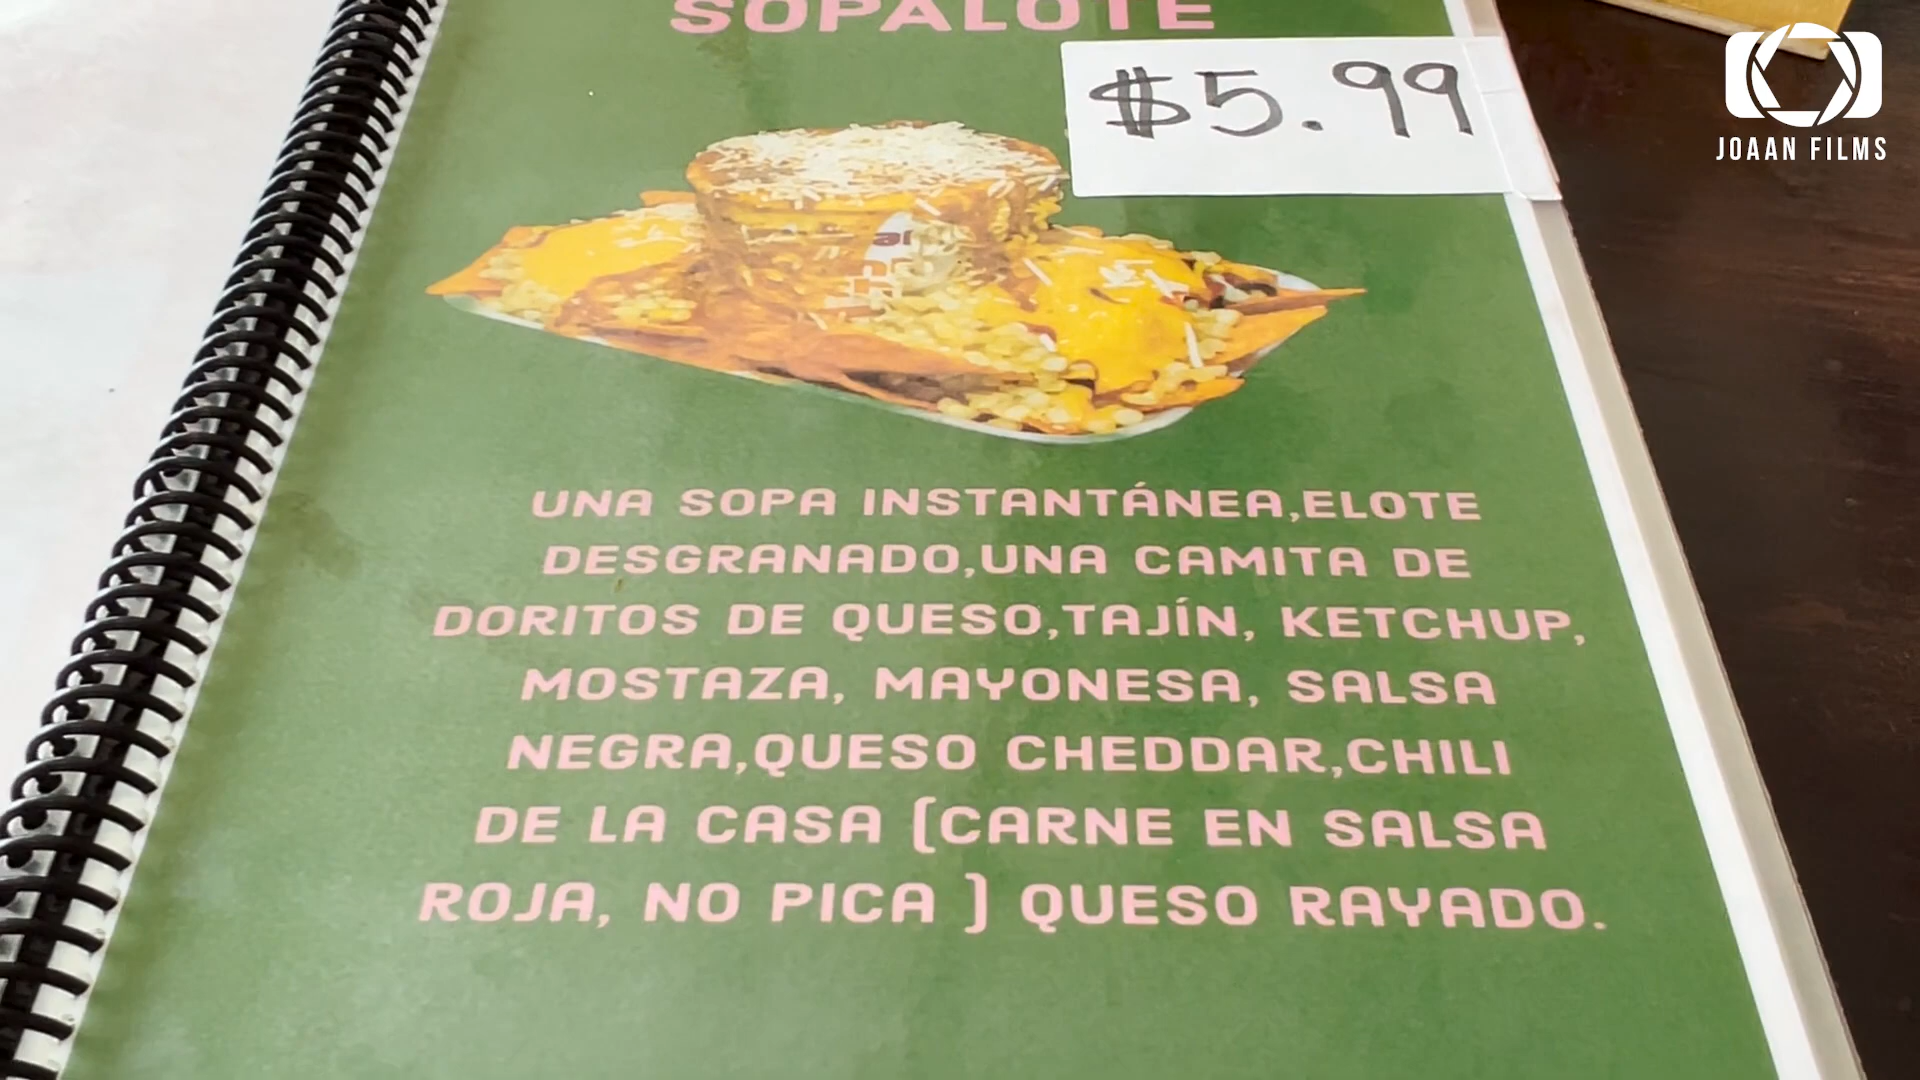 SOPALOTE
$5.99
JOAAN FILMS
UNA SOPA INSTANTÁNEA,ELOTE
DESGRANADO,UNA CAMITA DE
DORITOS DE QUESO,TAJÍN, KETCHUP,
MOSTAZA, MAYONESA, SALSA
NEGRA,QUESO CHEDDAR,CHILI
DE LA CASA (CARNE EN SALSA
ROJA, NO PICA ) QUESO RAYADO.